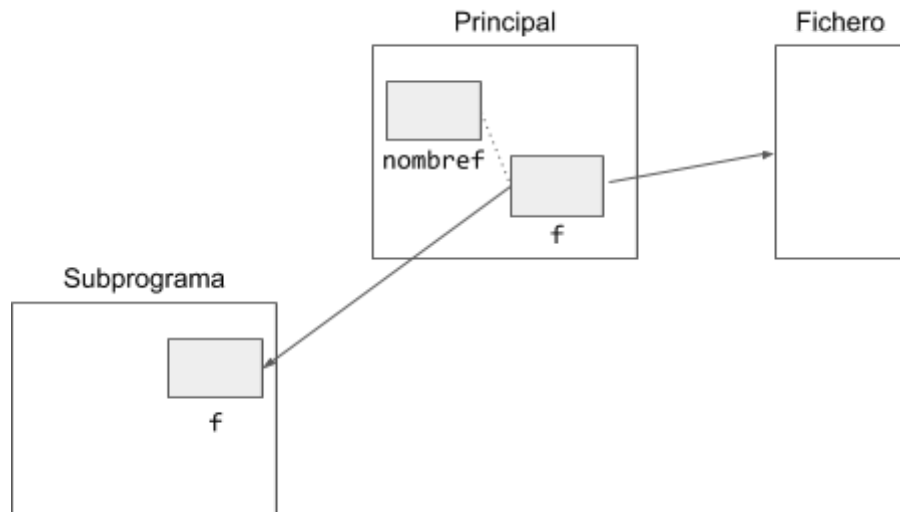 Principal
Fichero
nombref
f
Subprograma
f